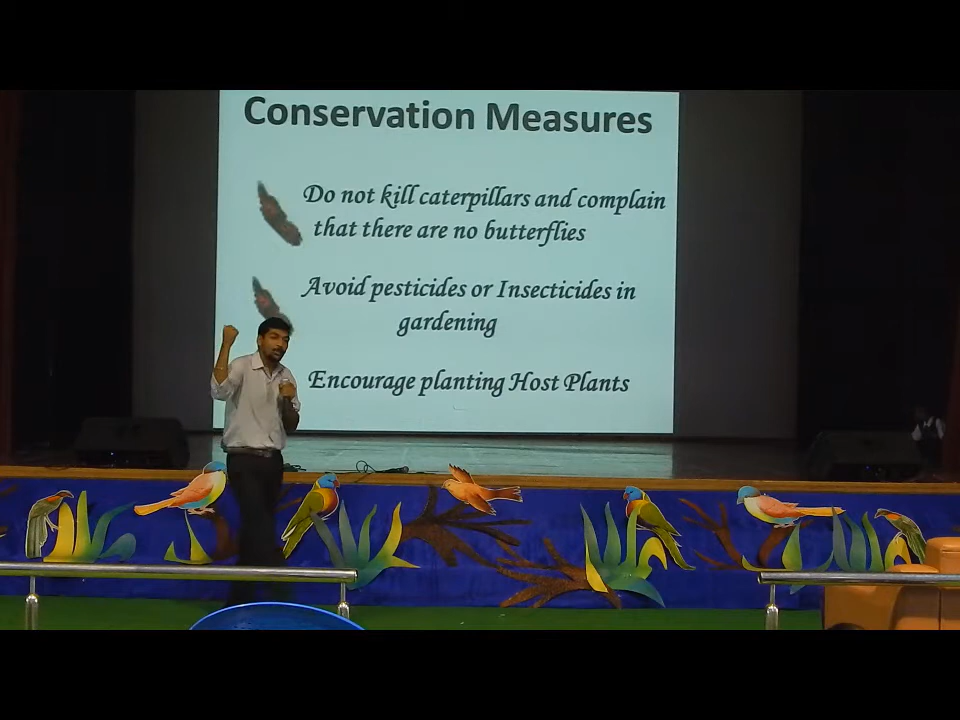 Conservation Measures
Do not kill caterpillars and complain
that there are no butterflies
Avoid pesticides or Insecticides in
gardening
Encourage planting Host Plants